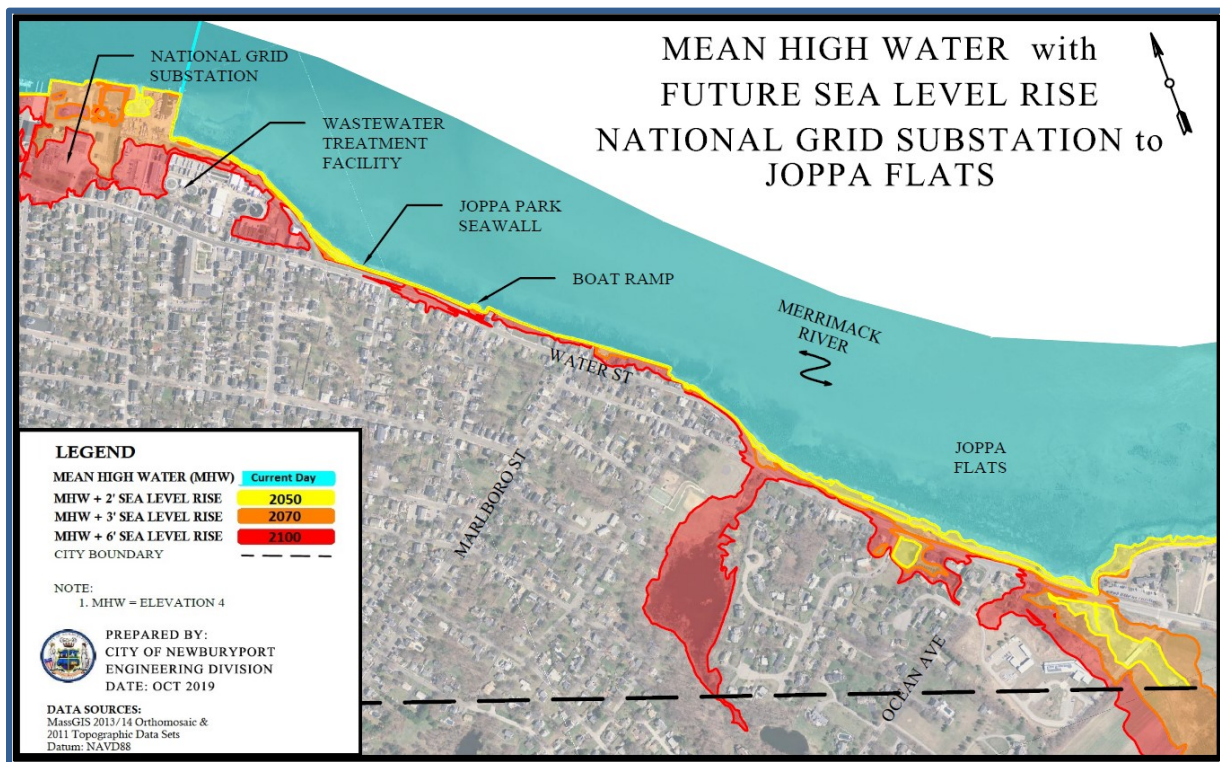 MEAN HIGH WATER with
FUTURE SEA LEVEL RISE
NATIONAL GRID SUBSTATION to
JOPPA FLATS
NATIONAL GRID
SUBSTATION
WASTEWATER
TREATMENT
FACILITY
JOPPA PARK
SEAWALL
BOAT RAMP
MERRIMACK
RIVER
WATER ST
JOPPA
FLATS
MARLBORO ST
OCEAN AVE
LEGEND
MEAN HIGH WATER (MHW) Current Day
MHW + 2' SEA LEVEL RISE 2050
MHW + 3' SEA LEVEL RISE 2070
MHW + 6' SEA LEVEL RISE 2100
CITY BOUNDARY
NOTE:
1. MHW = ELEVATION 4
PREPARED BY:
CITY OF NEWBURYPORT
ENGINEERING DIVISION
DATE: OCT 2019
DATA SOURCES:
MassGIS 2013/14 Orthomosaic &
2011 Topographic Data Sets
Datum: NAVD88